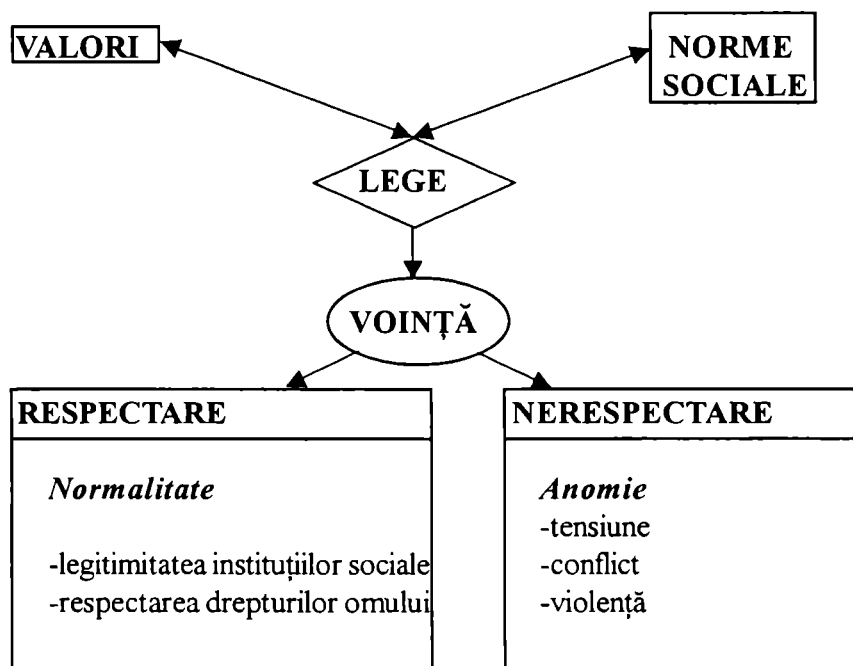 VALORI
NORME
SOCIALE
LEGE
VOINȚĂ
RESPECTARE
Normalitate
-legitimitatea instituțiilor sociale
-respectarea drepturilor omului
NERESPECTARE
Anomie
-tensiune
-conflict
-violență